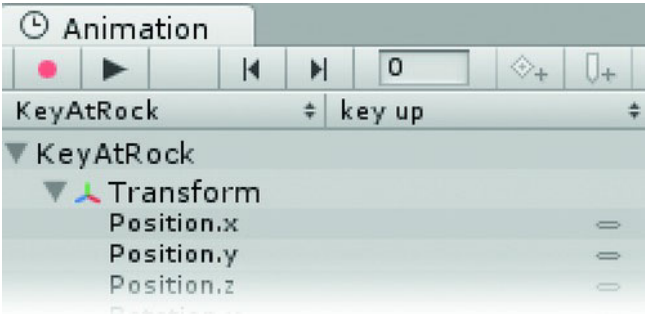 Animation
0
KeyAtRock key up
KeyAtRock
Transform
Position.x
Position.y
Position.z